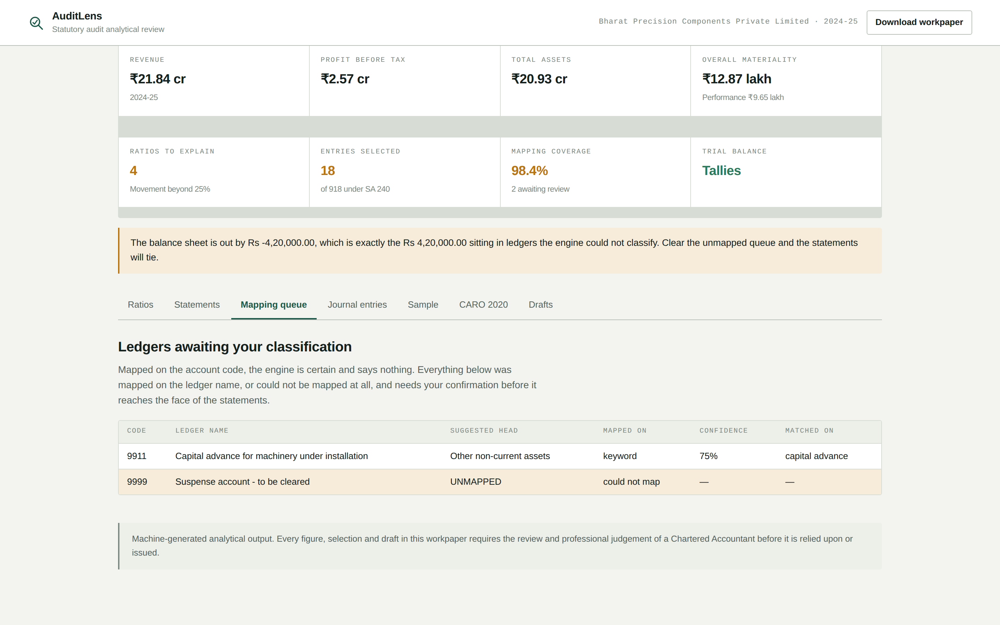 AuditLens
Statutory audit analytical review
Bharat Precision Components Private Limited · 2024-25
Download workpaper
REVENUE
₹21.84 cr
2024-25
PROFIT BEFORE TAX
₹2.57 cr
TOTAL ASSETS
₹20.93 cr
OVERALL MATERIALITY
₹12.87 lakh
Performance ₹9.65 lakh
RATIOS TO EXPLAIN
4
Movement beyond 25%
ENTRIES SELECTED
18
of 918 under SA 240
MAPPING COVERAGE
98.4%
2 awaiting review
TRIAL BALANCE
Tallies
The balance sheet is out by Rs -4,20,000.00, which is exactly the Rs 4,20,000.00 sitting in ledgers the engine could not classify. Clear the unmapped queue and the statements
will tie.
Ratios Statements Mapping queue Journal entries Sample CARO 2020 Drafts
Ledgers awaiting your classification
Mapped on the account code, the engine is certain and says nothing. Everything below was
mapped on the ledger name, or could not be mapped at all, and needs your confirmation before it
reaches the face of the statements.
CODE LEDGER NAME SUGGESTED HEAD MAPPED ON CONFIDENCE MATCHED ON
9911 Capital advance for machinery under installation Other non-current assets keyword 75% capital advance
9999 Suspense account - to be cleared UNMAPPED could not map — —
Machine-generated analytical output. Every figure, selection and draft in this workpaper requires the review and professional judgement of a Chartered Accountant before it is relied upon or
issued.